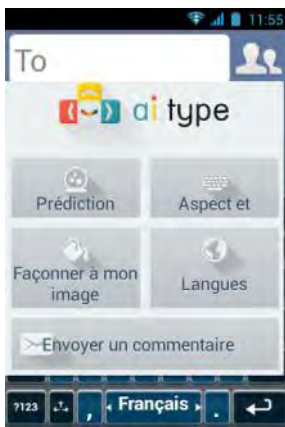 11:55
To
ai type
Prédiction
Aspect et
Façonner à mon
image
Langues
Envoyer un commentaire
?123 , Français .